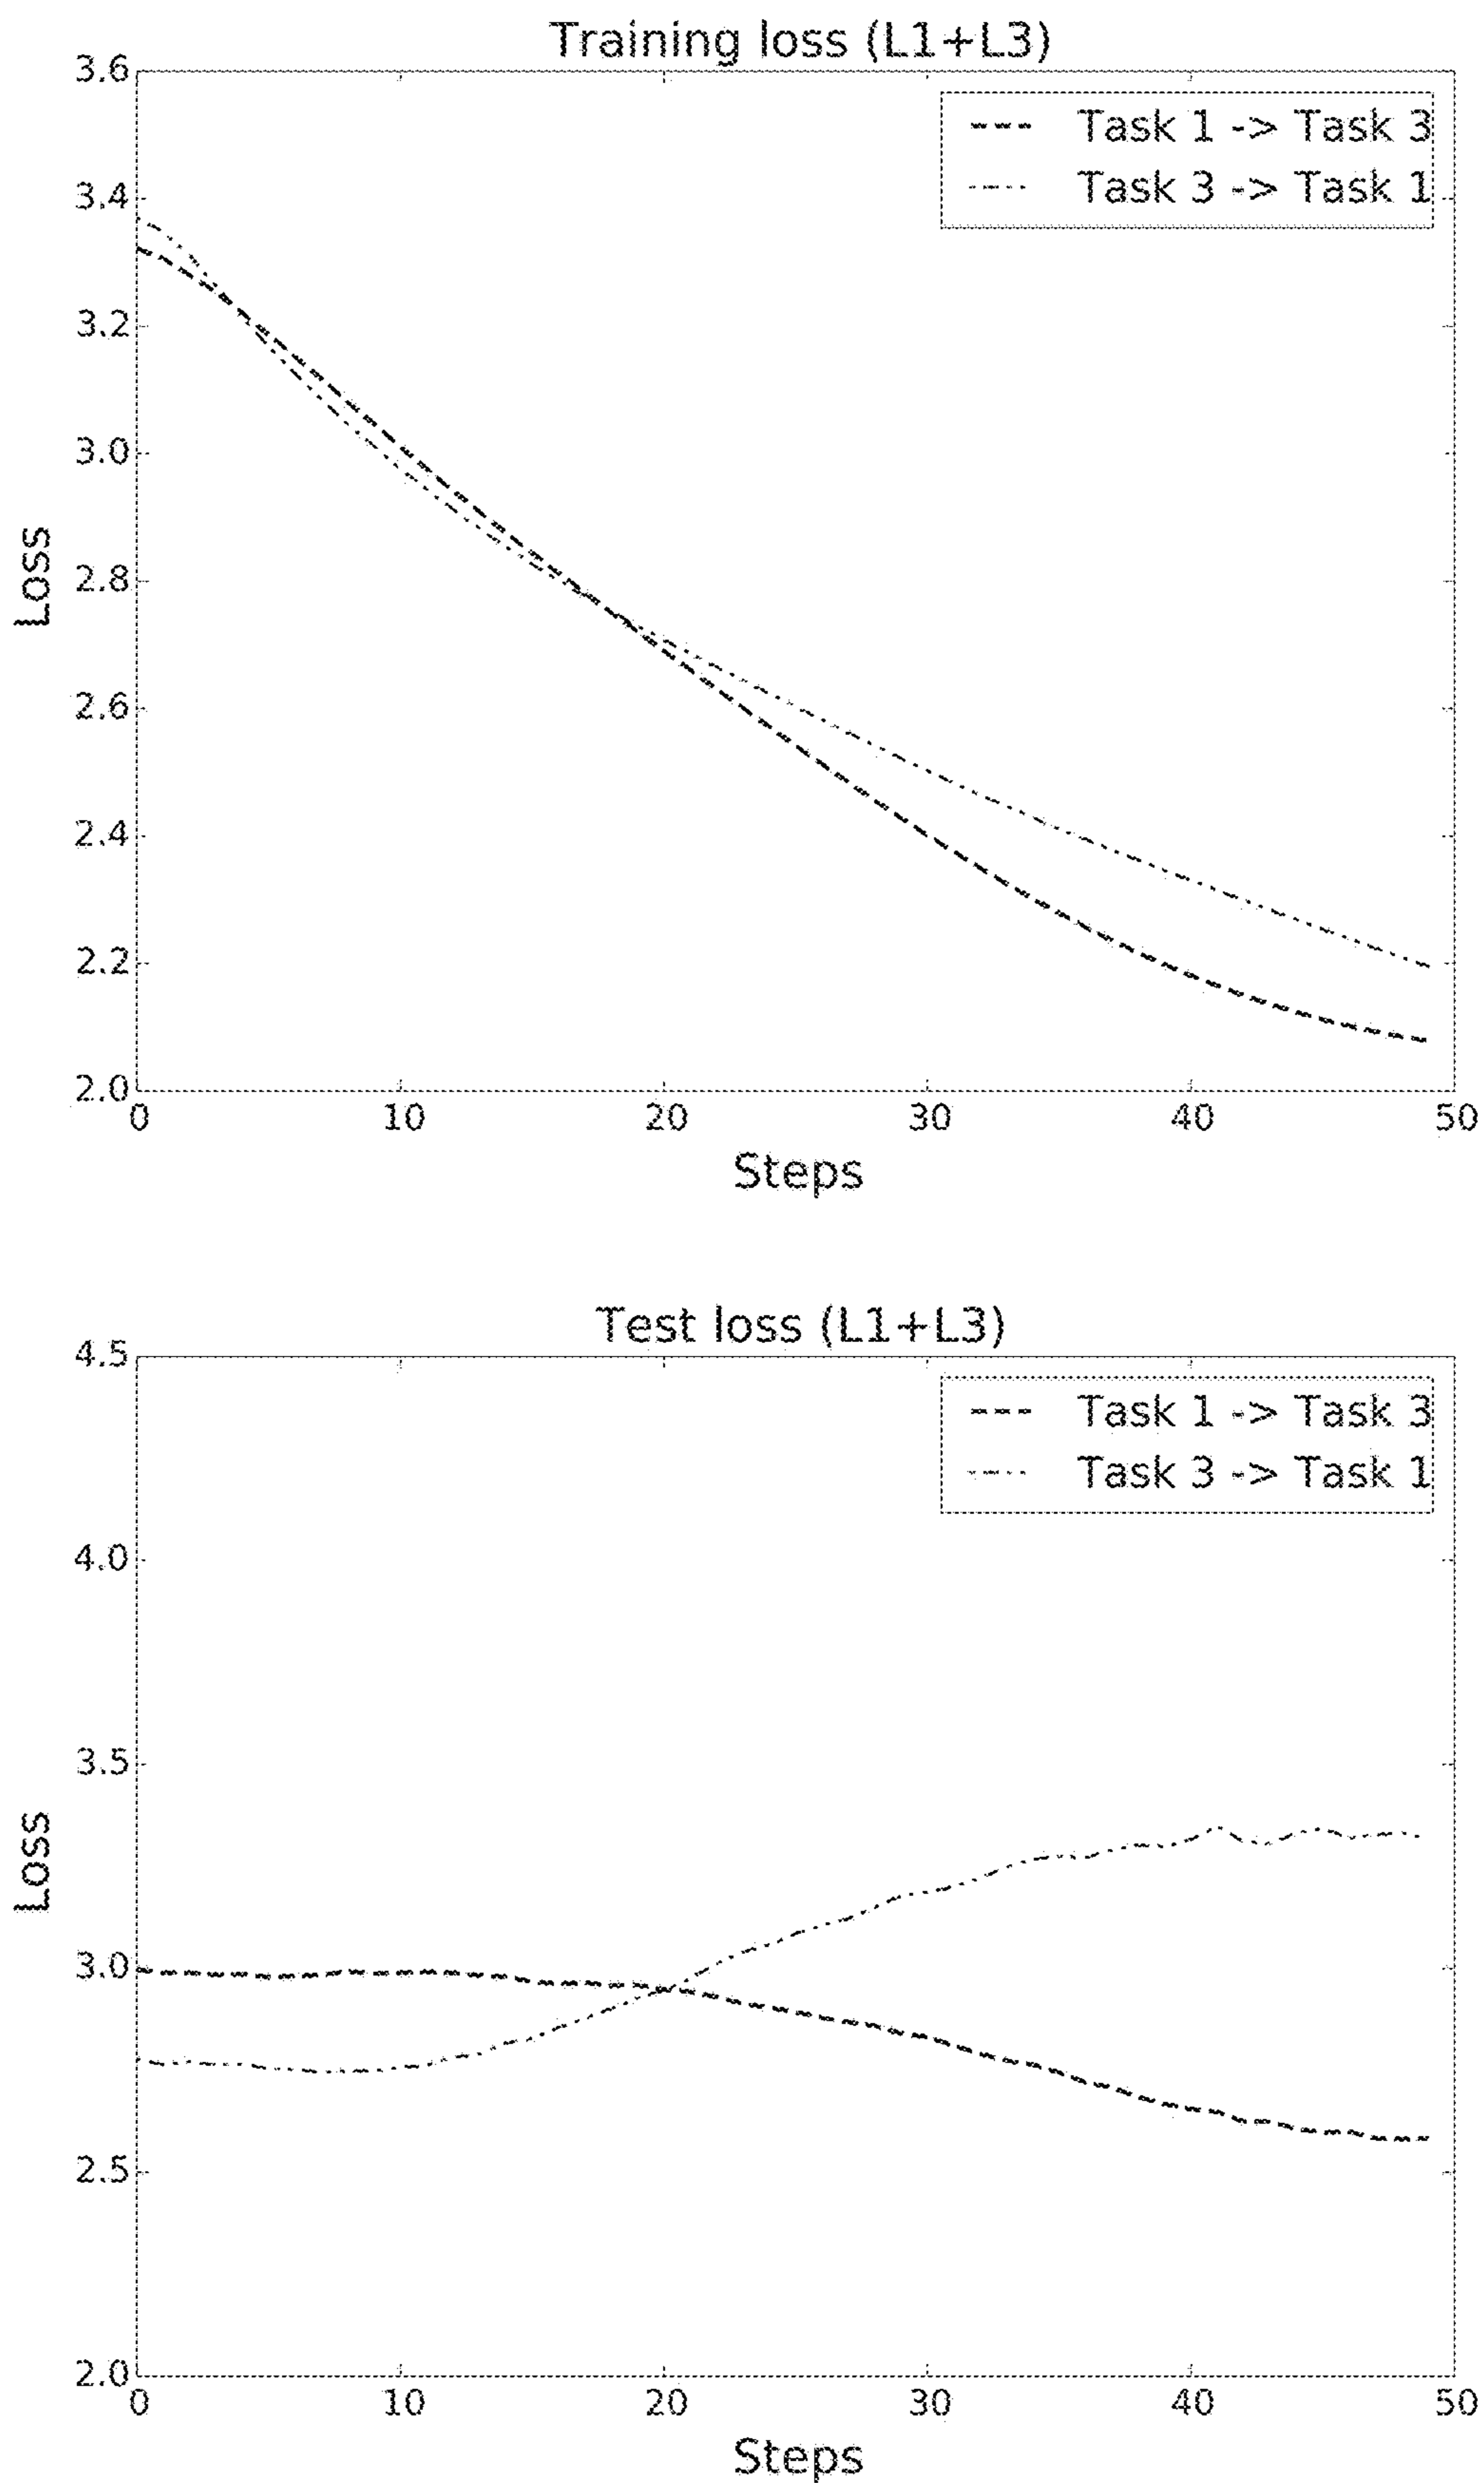 Training loss (L1+L3)
3.6
3.4
3.2
3.0
2.8
2.6
2.4
2.2
2.0
Loss
Task 1 -> Task 3
Task 3 -> Task 1
0 10 20 30 40 50
Steps
Test loss (L1+L3)
4.5
4.0
3.5
3.0
2.5
2.0
Loss
Task 1 -> Task 3
Task 3 -> Task 1
0 10 20 30 40 50
Steps